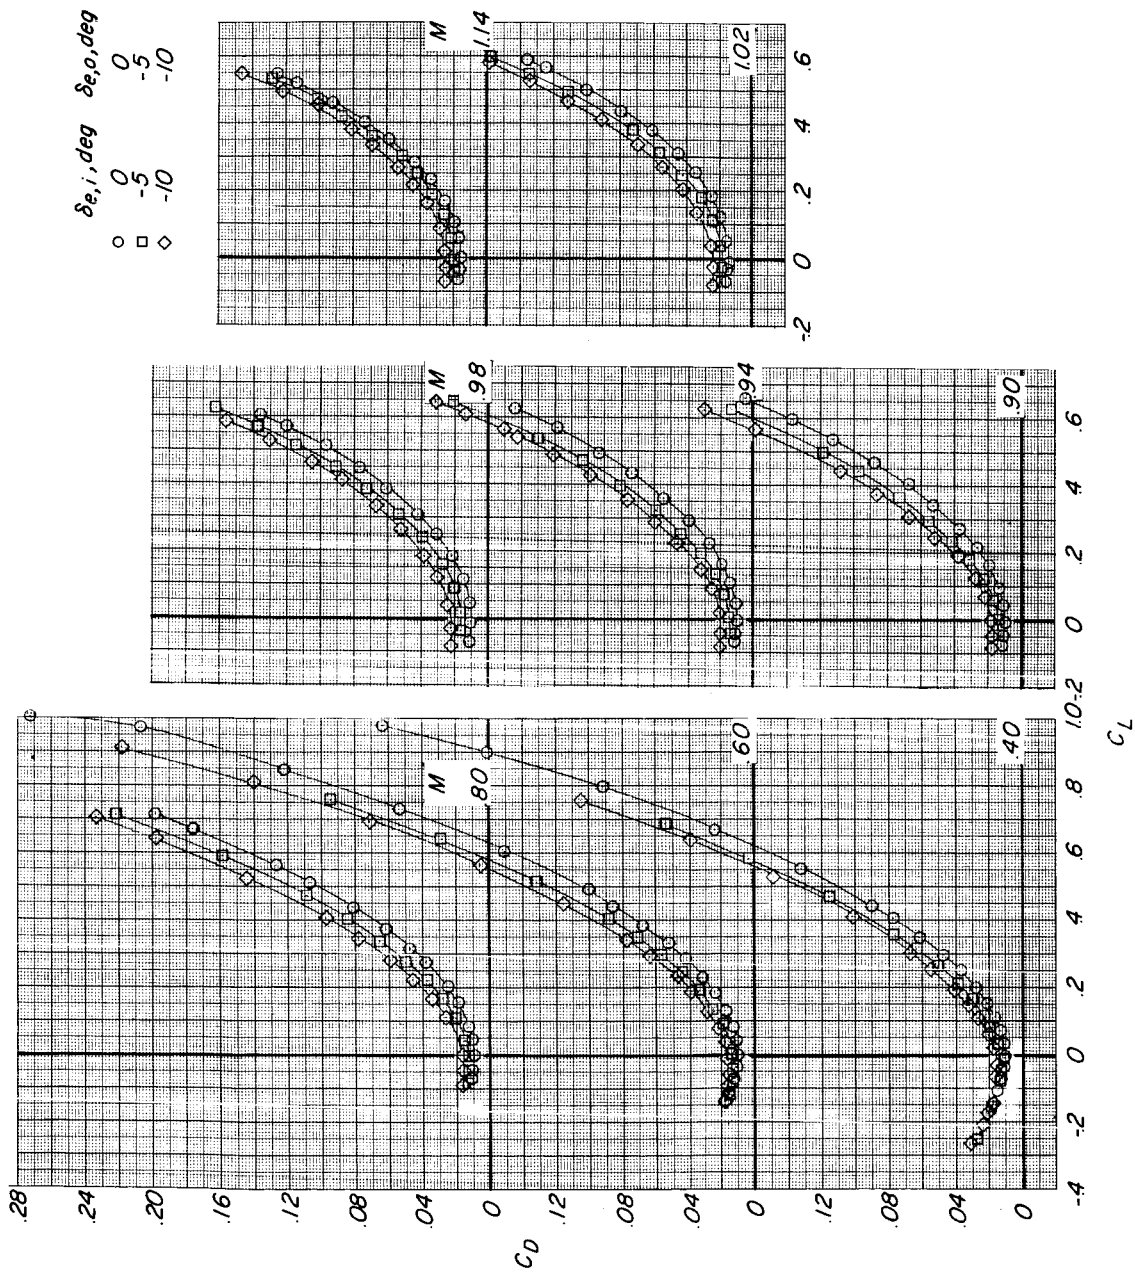 δe,i,deg δe,o,deg
○ 0 0
□ -5 -5
◇ -10 -10
M
1.14
1.02
-.2 0 .2 .4 .6
M
.98
.94
.90
-.2 0 .2 .4 .6
M
.80
.60
.40
.28
.20
.16
.12
.08
.04
0
.08
.04
0
.12
.08
.04
0
CD
-.4 -.2 0 .2 .4 .6 .8 1.0
CL